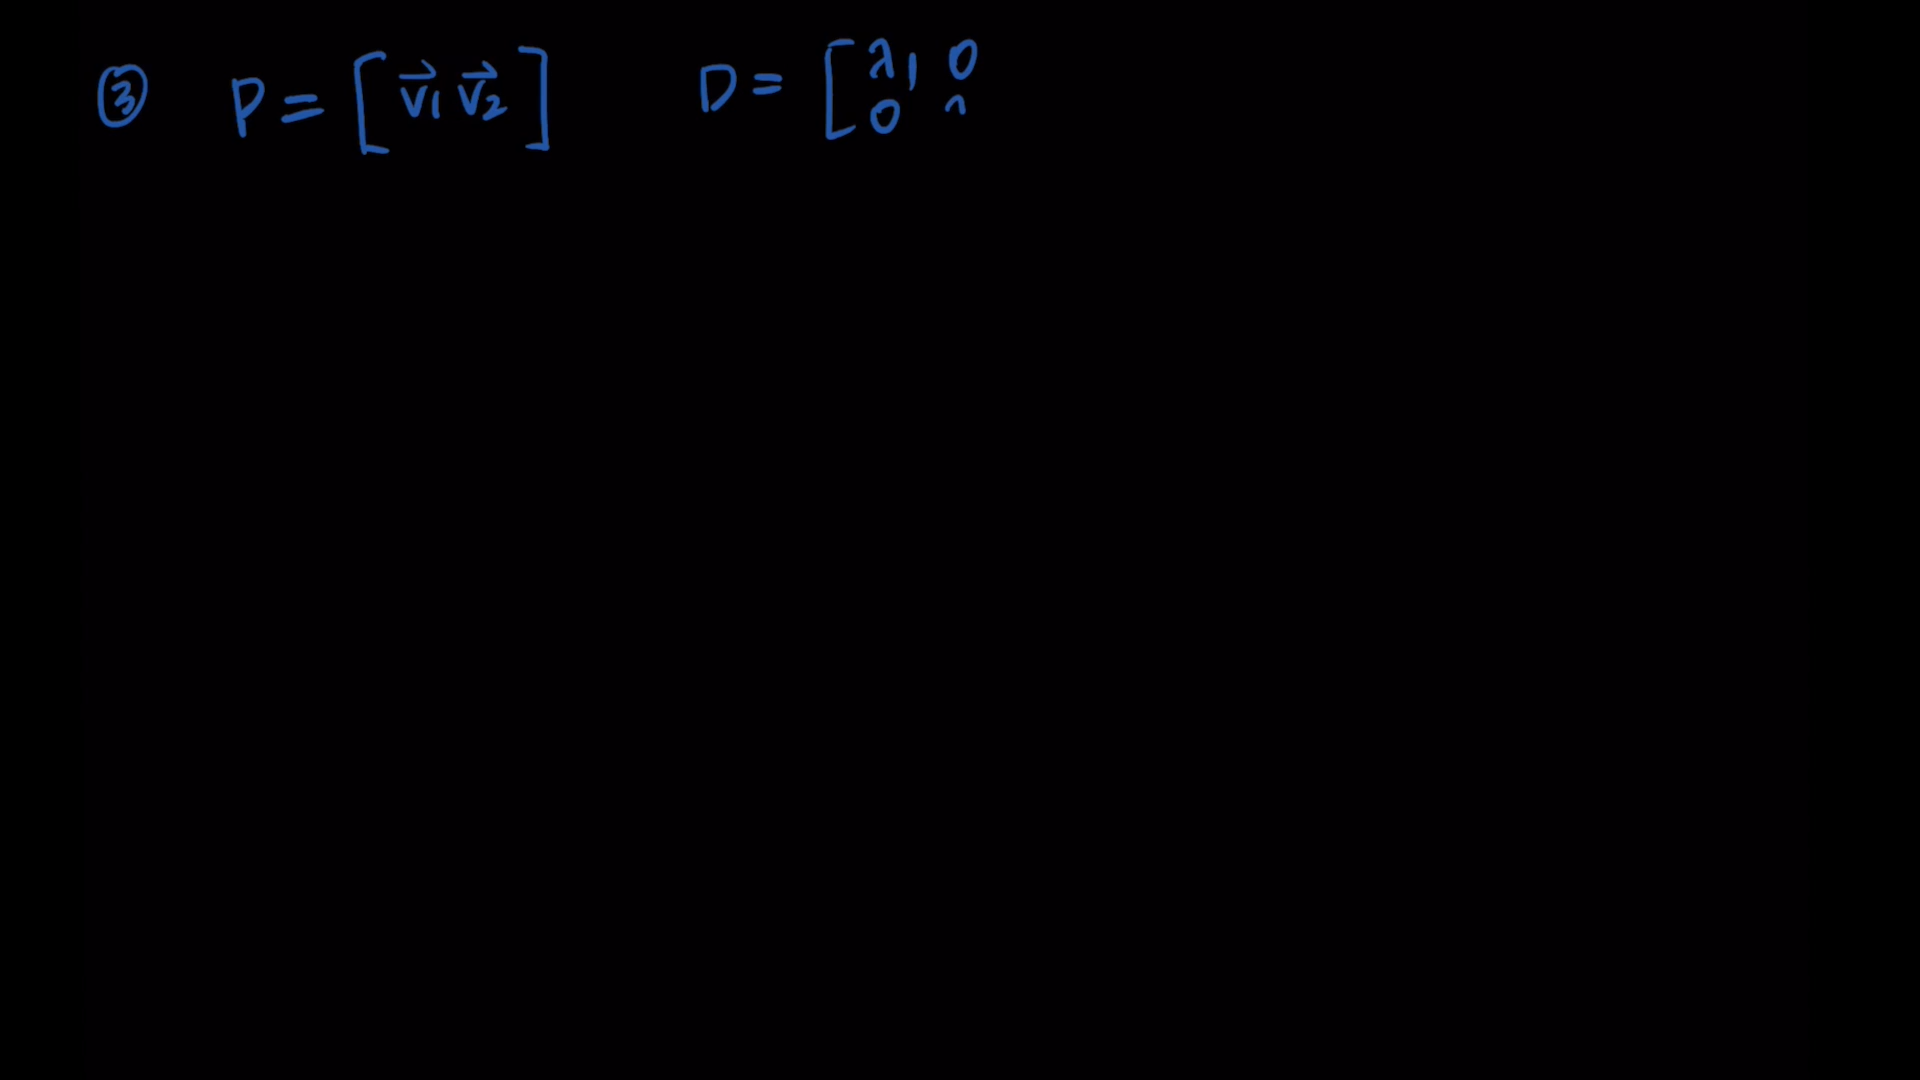 ③ P = [v⃗1 v⃗2] D = [λ1 0
0